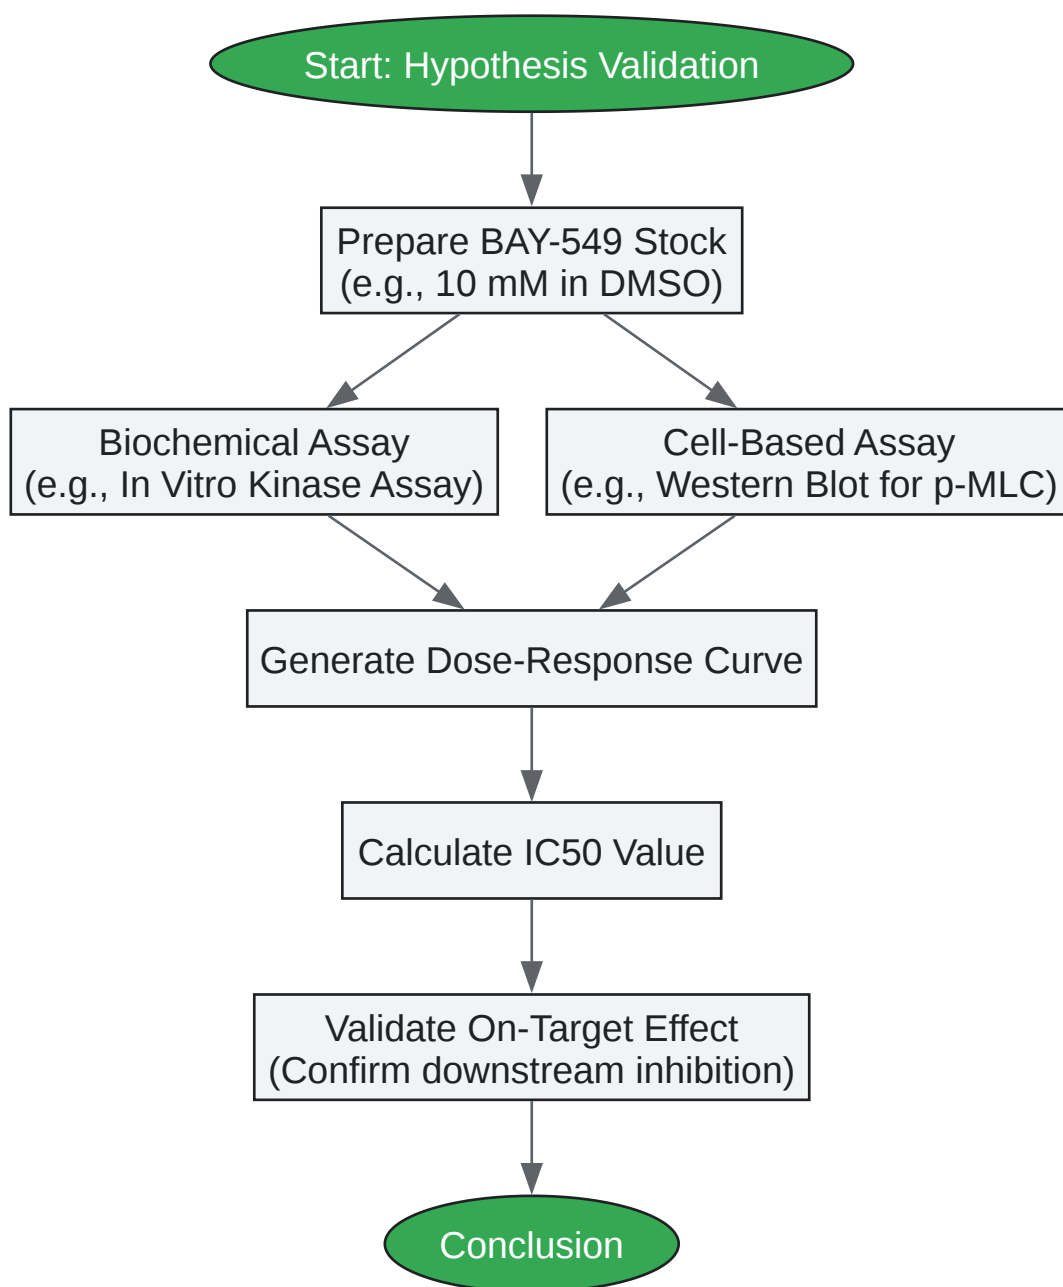 Start: Hypothesis Validation
Prepare BAY-549 Stock
(e.g., 10 mM in DMSO)
Biochemical Assay
(e.g., In Vitro Kinase Assay)
Cell-Based Assay
(e.g., Western Blot for p-MLC)
Generate Dose-Response Curve
Calculate IC50 Value
Validate On-Target Effect
(Confirm downstream inhibition)
Conclusion